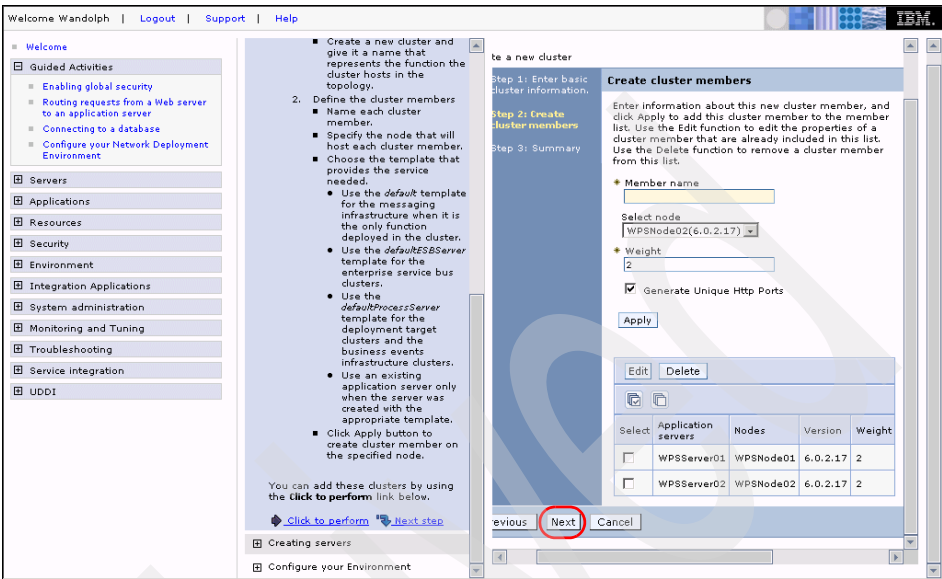 Welcome Wandolph | Logout | Support | Help
IBM.
Welcome
Guided Activities
Enabling global security
Routing requests from a Web server
to an application server
Connecting to a database
Configure your Network Deployment
Environment
Servers
Applications
Resources
Security
Environment
Integration Applications
System administration
Monitoring and Tuning
Troubleshooting
Service integration
UDDI
Create a new cluster and
give it a name that
represents the function the
cluster hosts in the
topology.
2. Define the cluster members
Name each cluster
member.
Specify the node that will
host each cluster member.
Choose the template that
provides the service
needed.
Use the default template
for the messaging
infrastructure when it is
the only function
deployed in the cluster.
Use the defaultESBServer
template for the
enterprise service bus
clusters.
Use the
defaultProcessServer
template for the
deployment target
clusters and the
business events
infrastructure clusters.
Use an existing
application server only
when the server was
created with the
appropriate template.
Click Apply button to
create cluster member on
the specified node.
You can add these clusters by using
the Click to perform link below.
Click to perform Next step
Creating servers
Configure your Environment
te a new cluster
Step 1: Enter basic
cluster information.
Step 2: Create
cluster members
Step 3: Summary
Create cluster members
Enter information about this new cluster member, and
click Apply to add this cluster member to the member
list. Use the Edit function to edit the properties of a
cluster member that are already included in this list.
Use the Delete function to remove a cluster member
from this list.
Member name
Select node
WPSNode02(6.0.2.17)
Weight
2
Generate Unique Http Ports
Apply
Edit Delete
Select Application servers Nodes Version Weight
WPSServer01 WPSNode01 6.0.2.17 2
WPSServer02 WPSNode02 6.0.2.17 2
evious Next Cancel